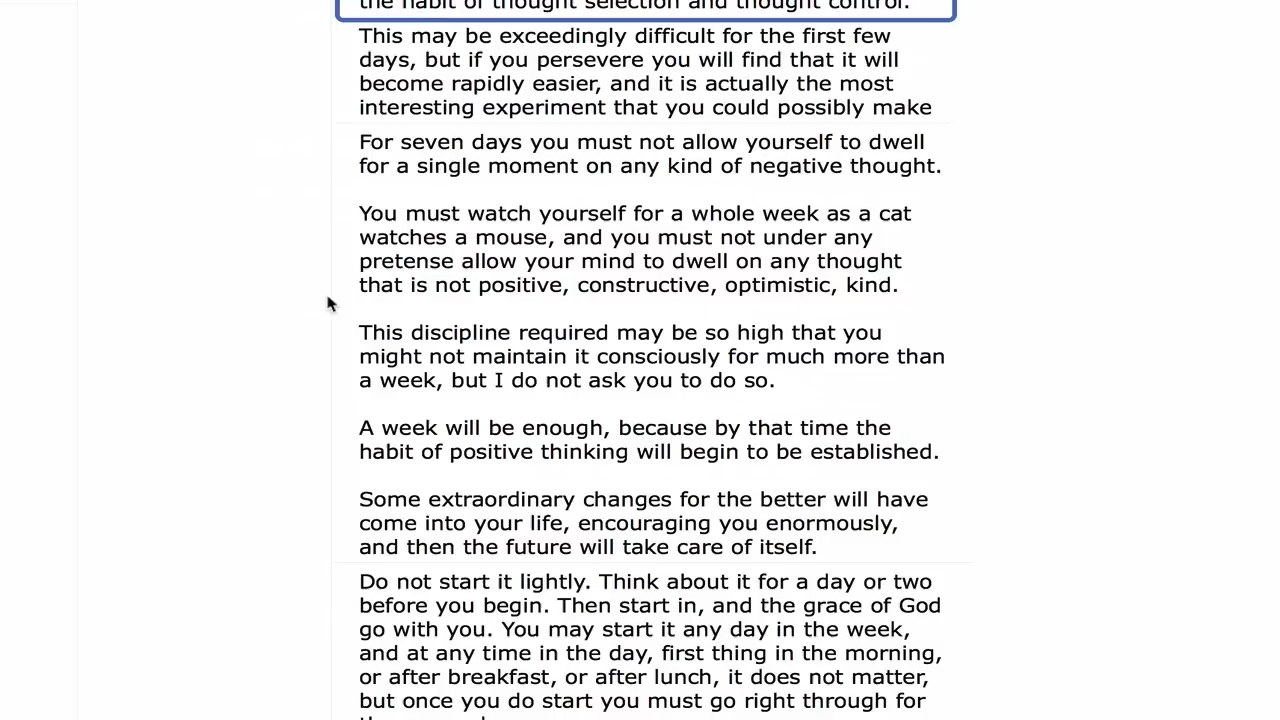 the habit of thought selection and thought control.
This may be exceedingly difficult for the first few
days, but if you persevere you will find that it will
become rapidly easier, and it is actually the most
interesting experiment that you could possibly make
For seven days you must not allow yourself to dwell
for a single moment on any kind of negative thought.
You must watch yourself for a whole week as a cat
watches a mouse, and you must not under any
pretense allow your mind to dwell on any thought
that is not positive, constructive, optimistic, kind.
This discipline required may be so high that you
might not maintain it consciously for much more than
a week, but I do not ask you to do so.
A week will be enough, because by that time the
habit of positive thinking will begin to be established.
Some extraordinary changes for the better will have
come into your life, encouraging you enormously,
and then the future will take care of itself.
Do not start it lightly. Think about it for a day or two
before you begin. Then start in, and the grace of God
go with you. You may start it any day in the week,
and at any time in the day, first thing in the morning,
or after breakfast, or after lunch, it does not matter,
but once you do start you must go right through for